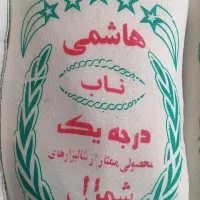 هاشمی
ناب
درجه یک
محصولی ممتاز از شالیزارهای
شمال